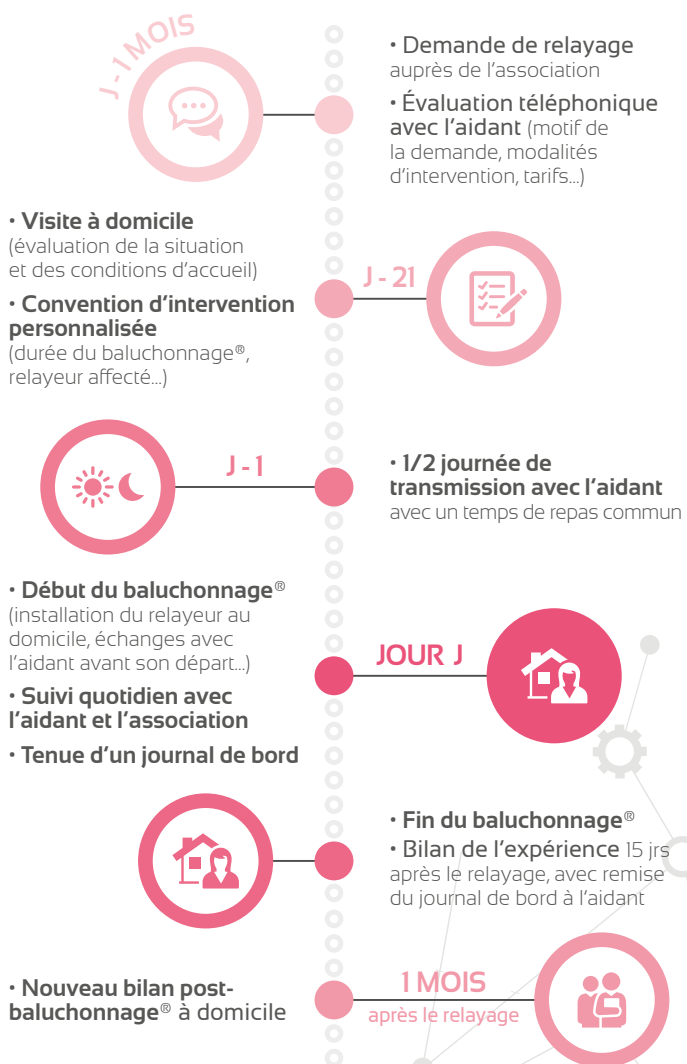 J - 1 MOIS
• Demande de relayage
auprès de l’association
• Évaluation téléphonique
avec l’aidant (motif de
la demande, modalités
d’intervention, tarifs...)
• Visite à domicile
(évaluation de la situation
et des conditions d’accueil)
• Convention d’intervention
personnalisée
(durée du baluchonnage®,
relayeur affecté...)
J - 21
J - 1
• 1/2 journée de
transmission avec l’aidant
avec un temps de repas commun
• Début du baluchonnage®
(installation du relayeur au
domicile, échanges avec
l’aidant avant son départ...)
• Suivi quotidien avec
l’aidant et l’association
• Tenue d’un journal de bord
JOUR J
• Fin du baluchonnage®
• Bilan de l’expérience 15 jrs
après le relayage, avec remise
du journal de bord à l’aidant
• Nouveau bilan post-
baluchonnage® à domicile
1 MOIS
après le relayage